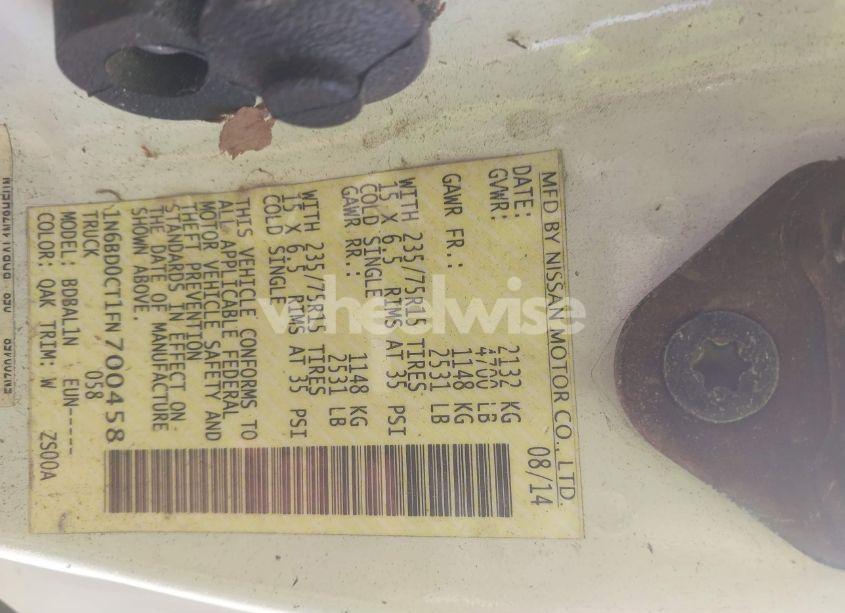 MFD BY NISSAN MOTOR CO., LTD.
DATE: 08/14
GVWR: 2132 KG
4700 LB
GAWR FR.: 1148 KG
2531 LB
WITH 235/75R15 TIRES
15 X 6.5 RIMS AT 35 PSI
COLD SINGLE
GAWR RR.: 1148 KG
2531 LB
WITH 235/75R15 TIRES
15 X 6.5 RIMS AT 35 PSI
COLD SINGLE
THIS VEHICLE CONFORMS TO
ALL APPLICABLE FEDERAL
MOTOR VEHICLE SAFETY AND
THEFT PREVENTION
STANDARDS IN EFFECT ON
THE DATE OF MANUFACTURE
SHOWN ABOVE.
1N6BD0CT1FN700458
TRUCK 058
MODEL: BDBAL1N EUN-----
COLOR: QAK TRIM: W ZS00A
wheelwise